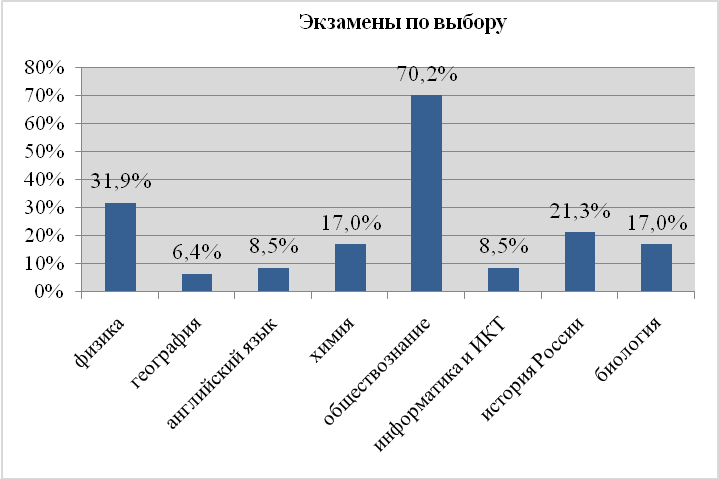 Экзамены по выбору
80%
70%
60%
50%
40%
30%
20%
10%
0%
31,9%
6,4%
8,5%
17,0%
70,2%
8,5%
21,3%
17,0%
физика
география
английский язык
химия
обществознание
информатика и ИКТ
история России
биология